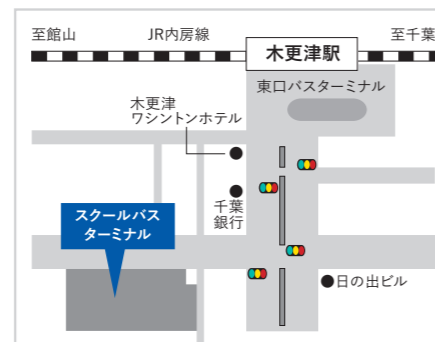 至館山
JR内房線
木更津駅
至千葉
東口バスターミナル
木更津
ワシントンホテル
千葉
銀行
スクールバス
ターミナル
日の出ビル